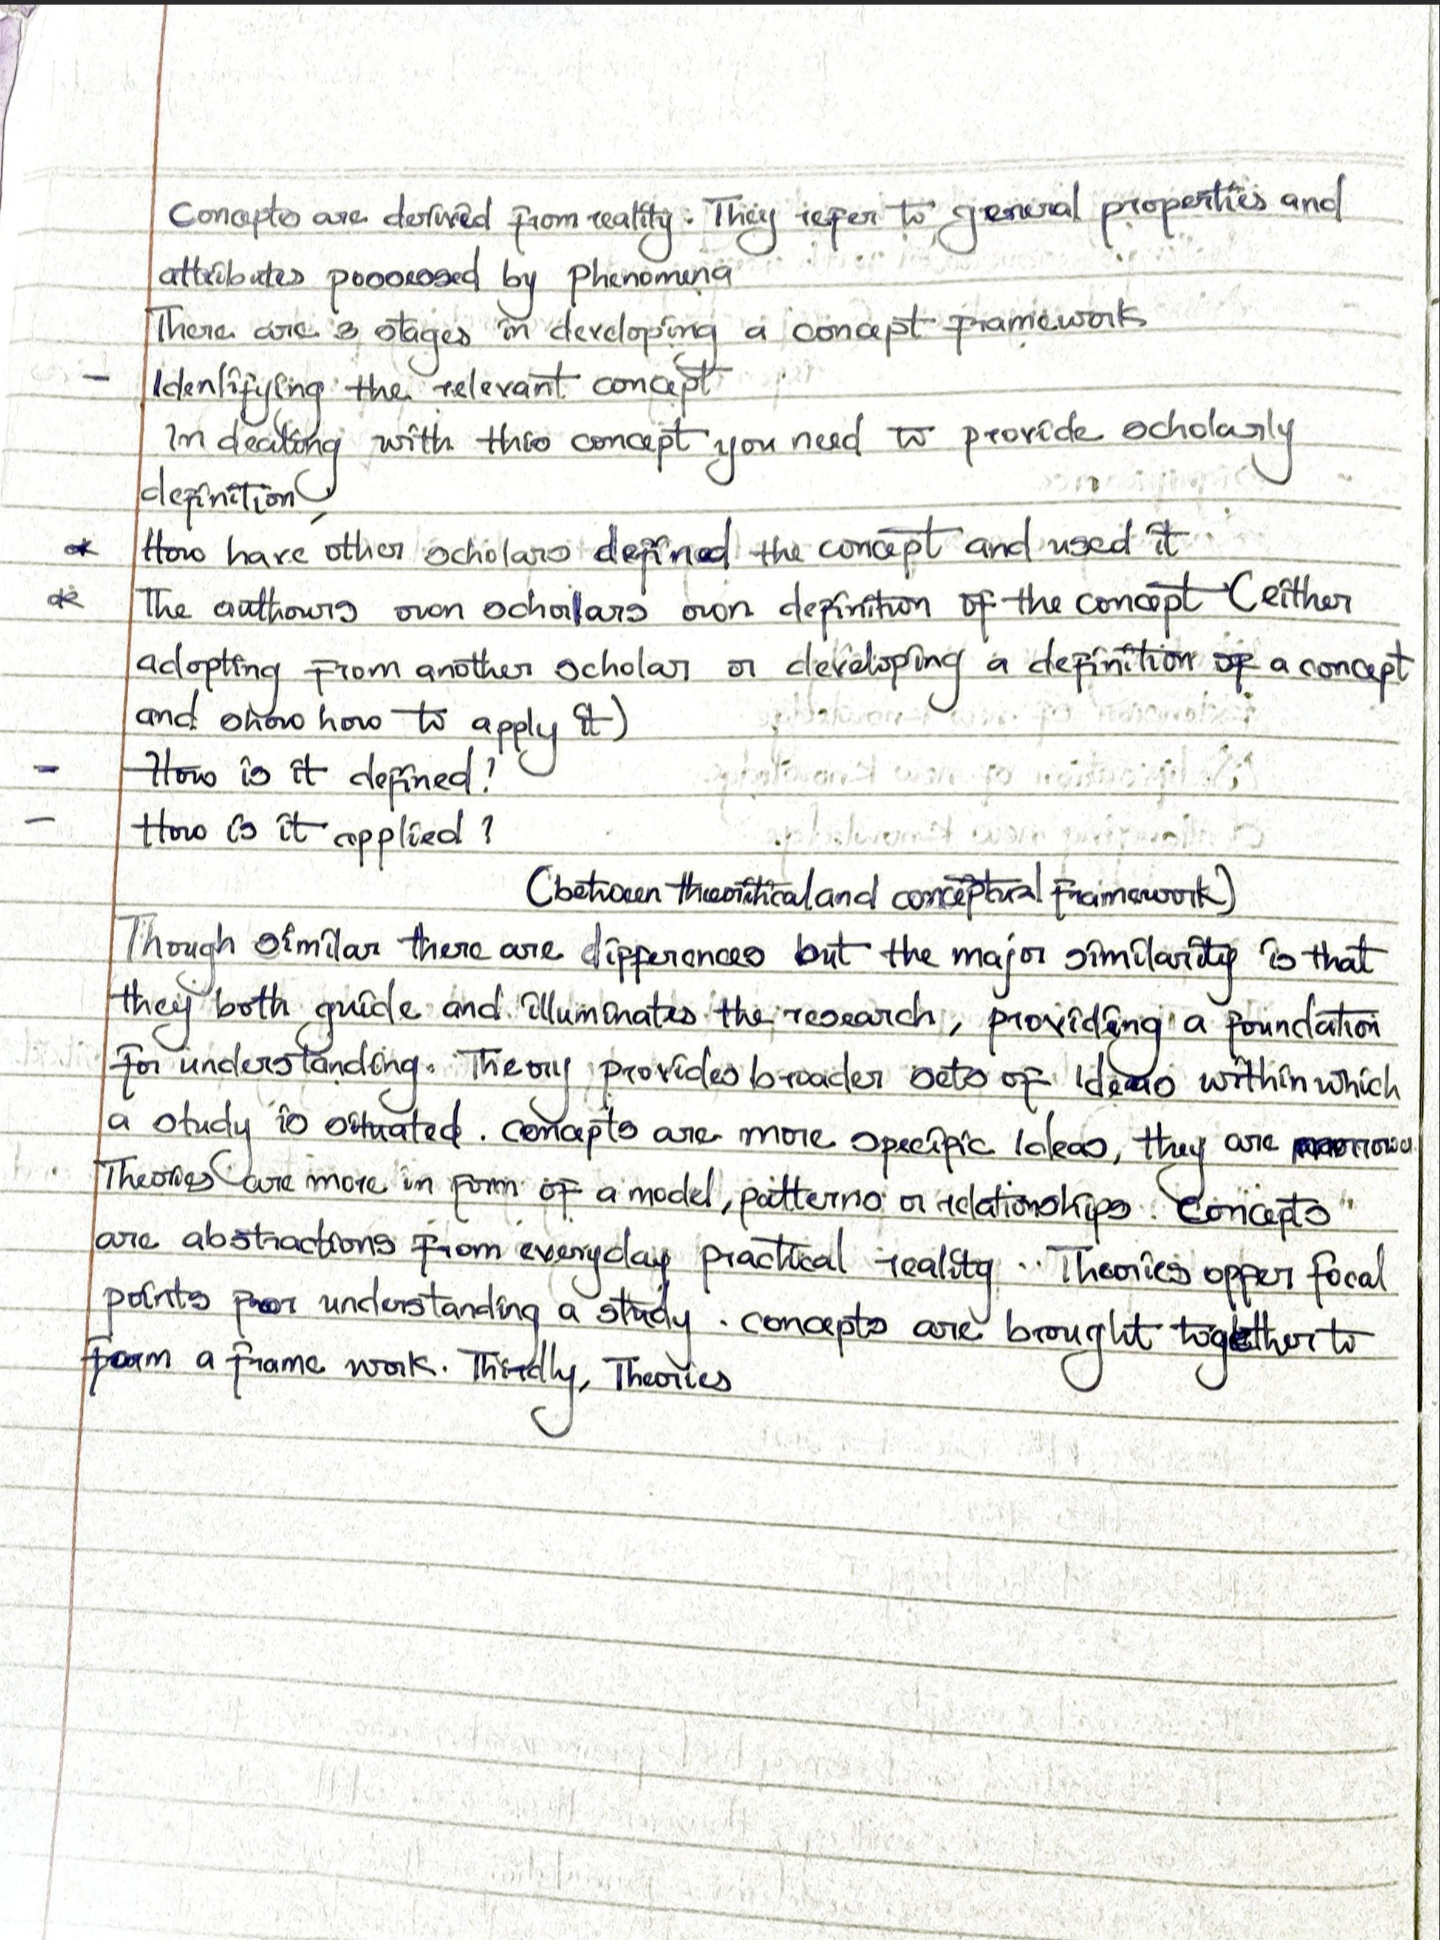 Concepts are derived from reality. They refer to general properties and
attributes possessed by phenomena
There are 3 stages in developing a concept framework
- Identifying the relevant concept
In dealing with this concept you need to provide scholarly
definition
* How have other scholars defined the concept and used it
* The authours own scholars own definition of the concept (either
adopting from another scholar or developing a definition of a concept
and show how to apply it)
- How is it defined?
- How is it applied?
(between theoritical and conceptual framework)
Though similar there are differences but the major similarity is that
they both guide and illuminates the research, providing a foundation
for understanding. Theory provides broader sets of Ideas within which
a study is situated. concepts are more specific Ideas, they are
Theories are more in form of a model, patterns or relationships. Concepts
are abstractions from everyday practical reality.. Theories offer focal
points for understanding a study. concepts are brought together to
form a frame work. Thirdly, Theories